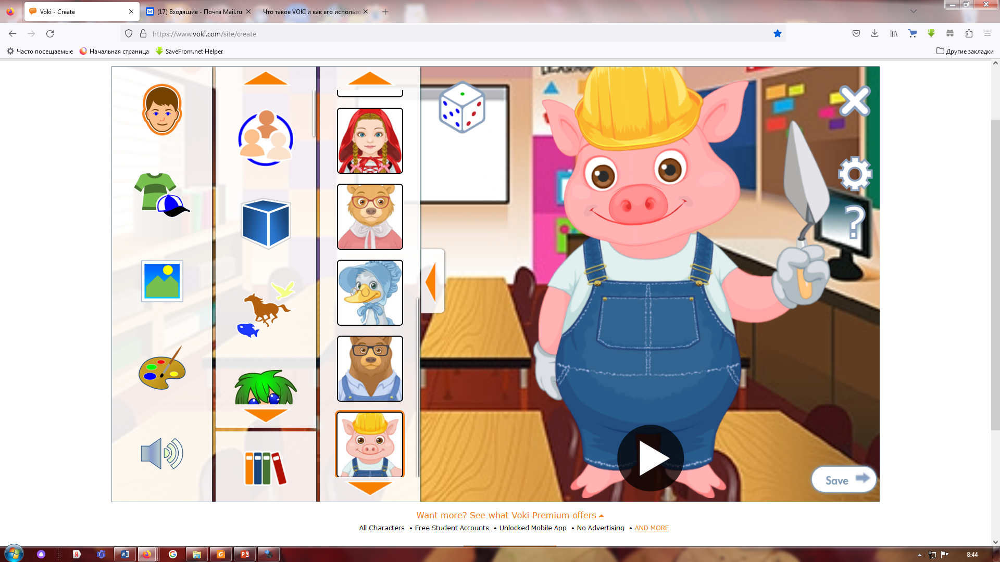 Voki - Create
(17) Входящие - Почта Mail.ru
Что такое VOKI и как его использо
https://www.voki.com/site/create
Часто посещаемые
Начальная страница
SaveFrom.net Helper
Другие закладки
Save
Want more? See what Voki Premium offers
All Characters • Free Student Accounts • Unlocked Mobile App • No Advertising • AND MORE
8:44